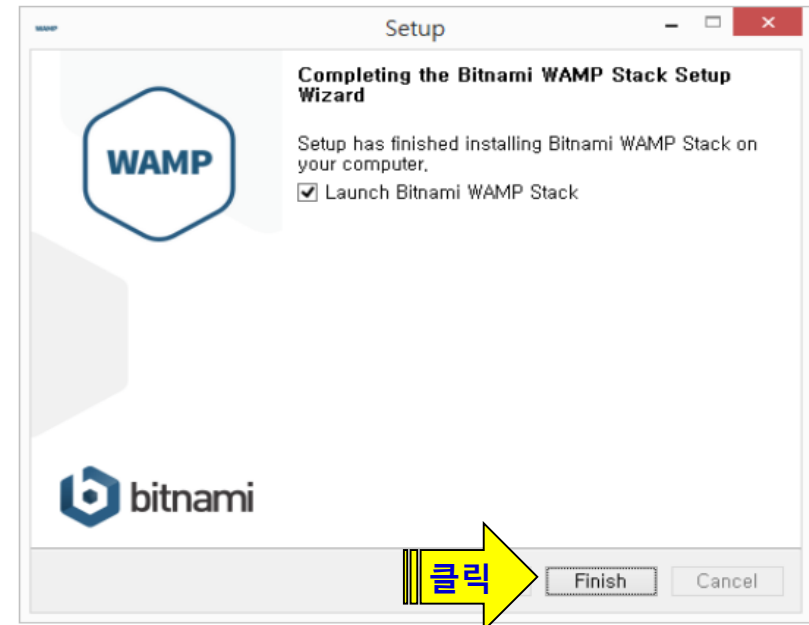 WAMP
Setup
Completing the Bitnami WAMP Stack Setup
Wizard
WAMP
Setup has finished installing Bitnami WAMP Stack on
your computer.
Launch Bitnami WAMP Stack
bitnami
클릭
Finish
Cancel